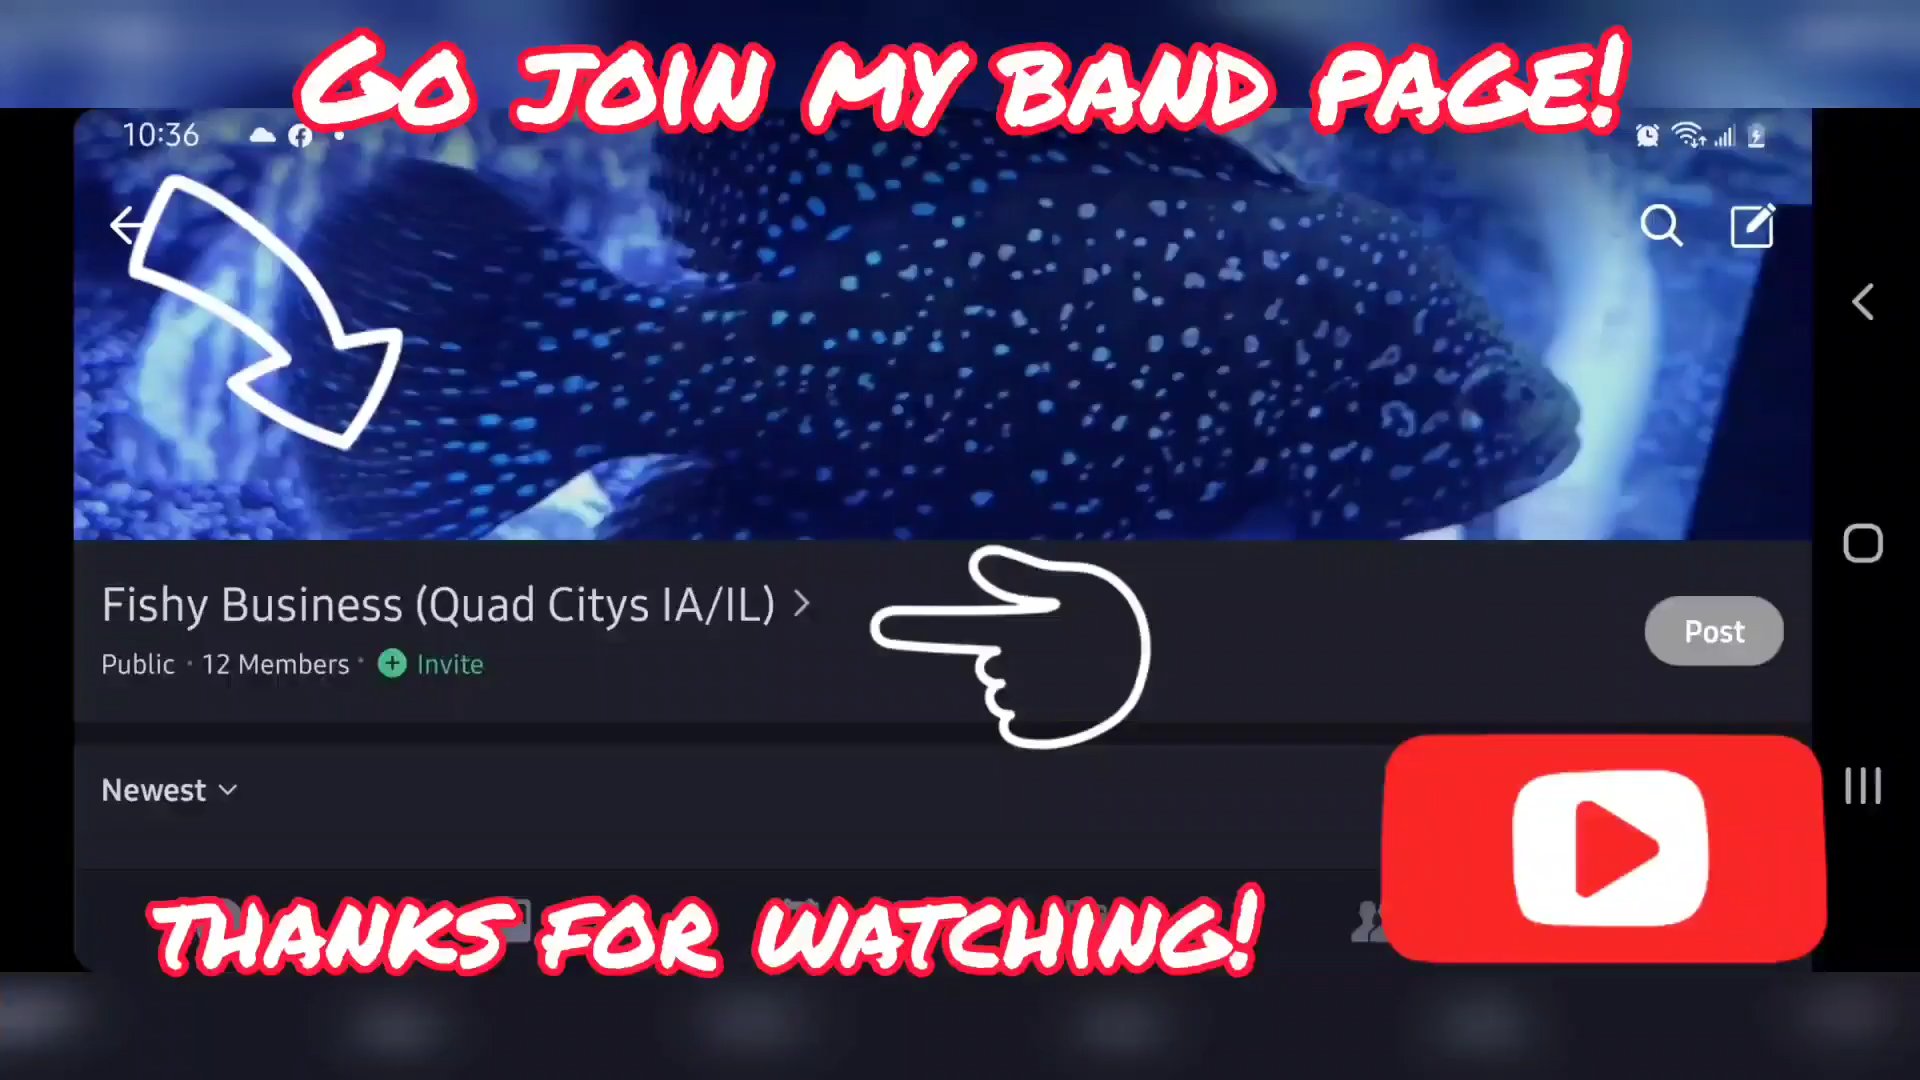 Go join my band page!
10:36
Fishy Business (Quad Citys IA/IL)
Public · 12 Members · Invite
Post
Newest
thanks for watching!